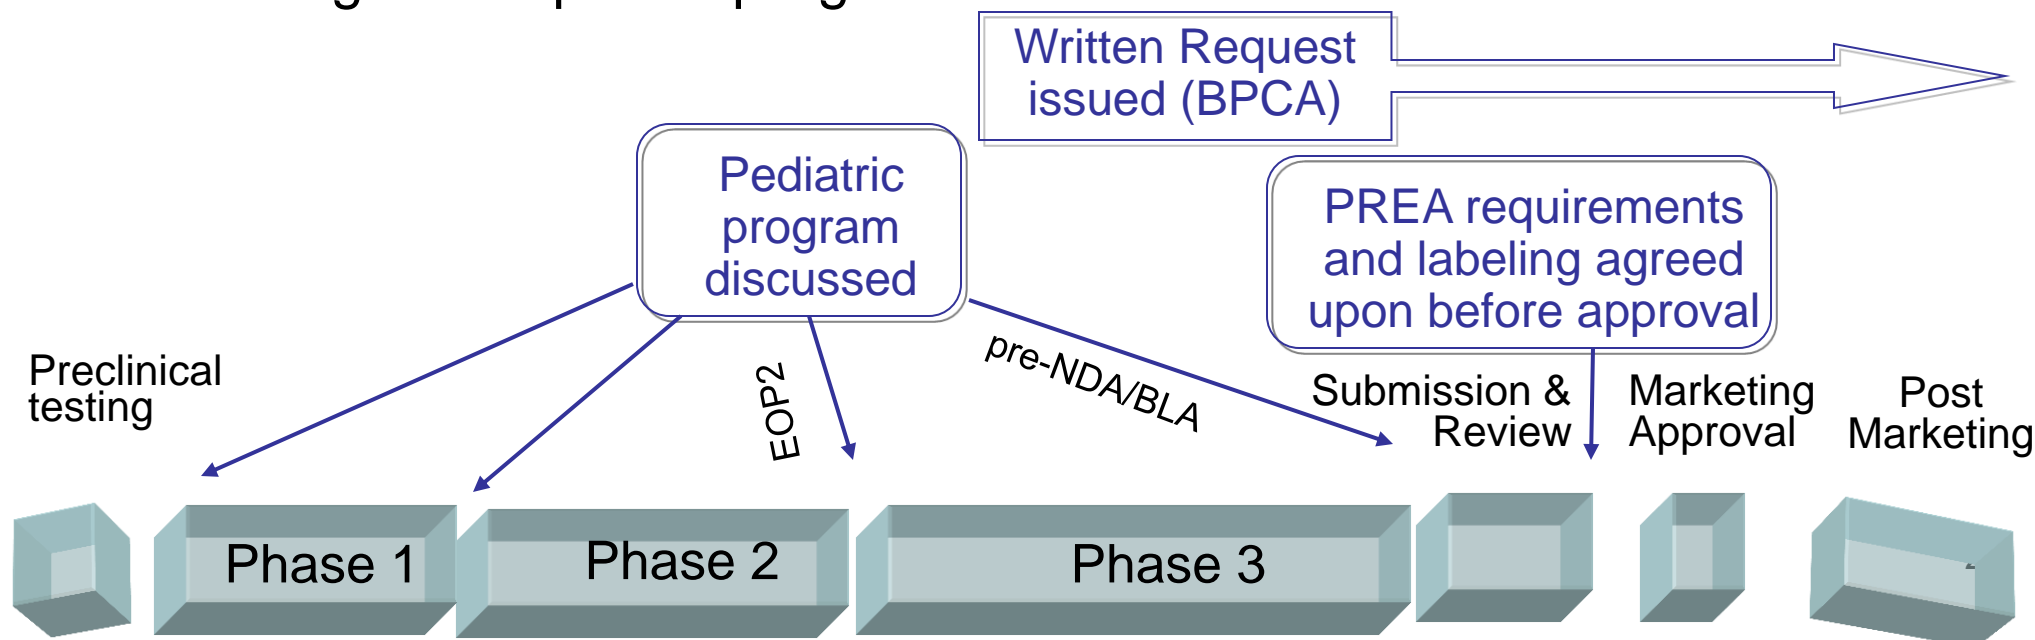 Written Request
issued (BPCA)
Pediatric
program
discussed
PREA requirements
and labeling agreed
upon before approval
Preclinical
testing
EOP2
pre-NDA/BLA
Submission &
Review
Marketing
Approval
Post
Marketing
Phase 1
Phase 2
Phase 3